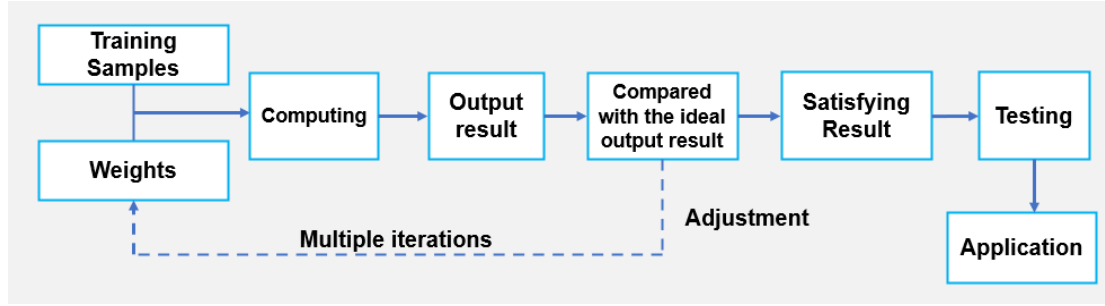 Training
Samples
Weights
Computing
Output
result
Compared
with the ideal
output result
Satisfying
Result
Testing
Application
Adjustment
Multiple iterations